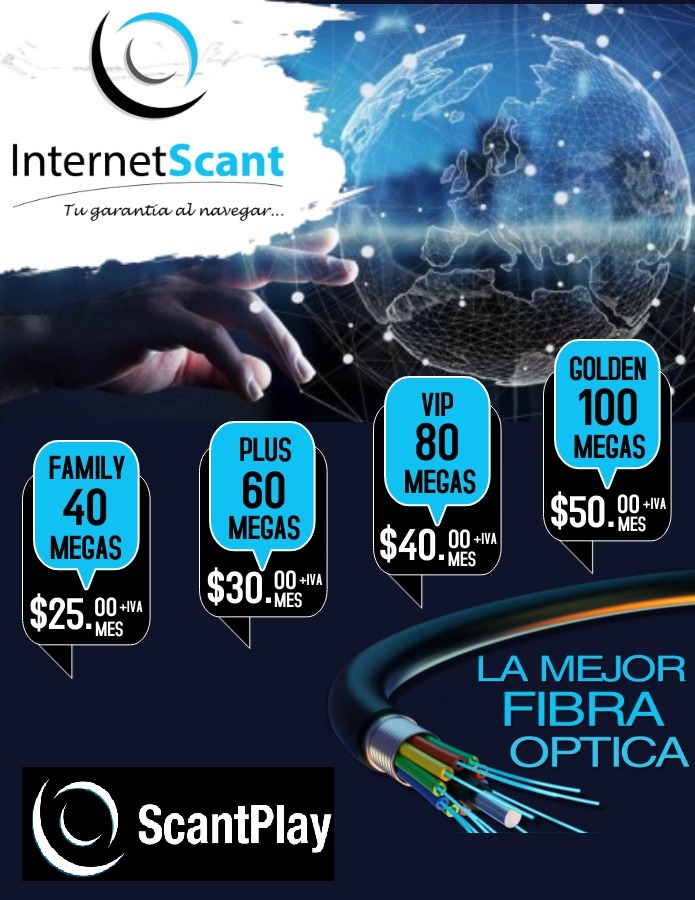 InternetScant
Tu garantía al navegar...
GOLDEN
100
MEGAS
$50.00 +IVA
MES
VIP
80
MEGAS
$40.00 +IVA
MES
PLUS
60
MEGAS
$30.00 +IVA
MES
FAMILY
40
MEGAS
$25.00 +IVA
MES
LA MEJOR
FIBRA
OPTICA
ScantPlay